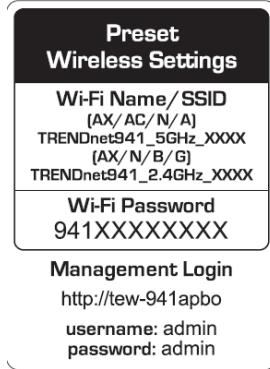 Preset
Wireless Settings
Wi-Fi Name/SSID
(AX/AC/N/A)
TRENDnet941_5GHz_XXXX
(AX/N/B/G)
TRENDnet941_2.4GHz_XXXX
Wi-Fi Password
941XXXXXXXX
Management Login
http://tew-941apbo
username: admin
password: admin